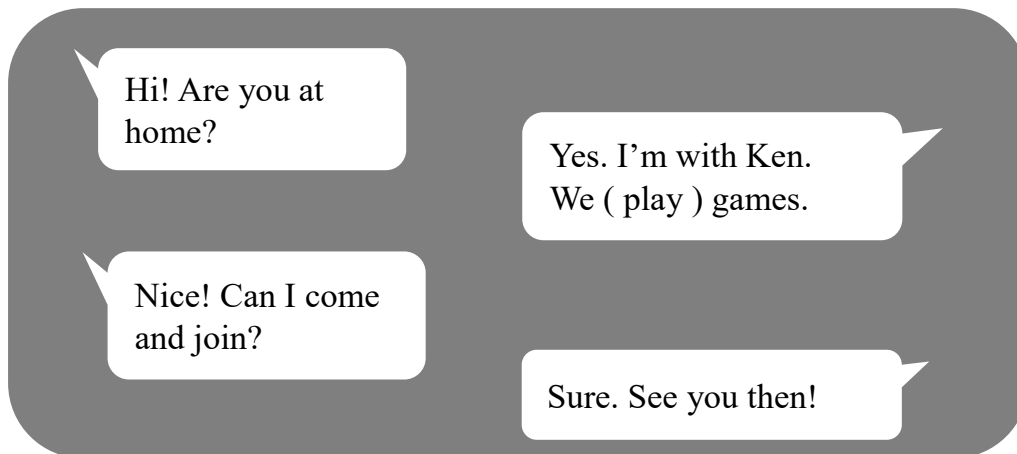 Hi! Are you at
home?
Yes. I’m with Ken.
We ( play ) games.
Nice! Can I come
and join?
Sure. See you then!